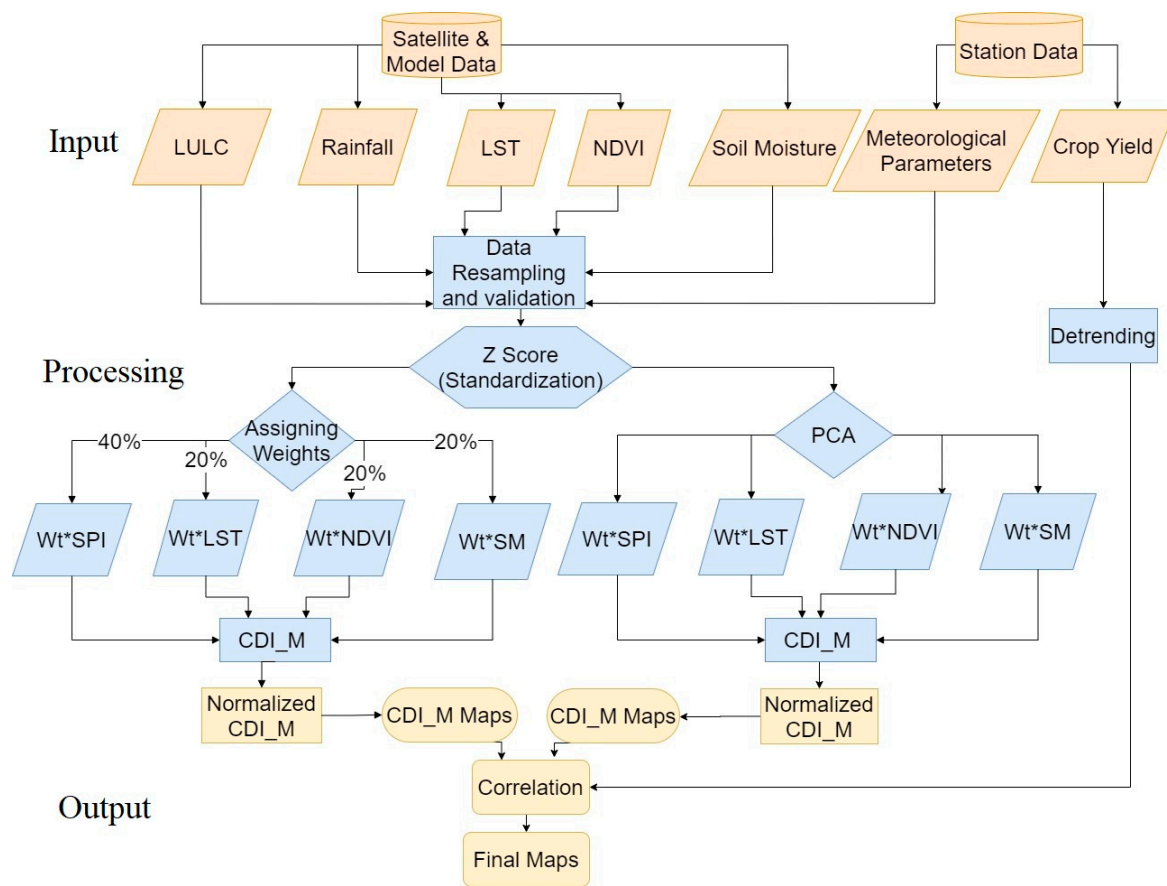 Satellite &
Model Data
Station Data
Input
LULC
Rainfall
LST
NDVI
Soil Moisture
Meteorological
Parameters
Crop Yield
Data
Resampling
and validation
Detrending
Processing
Z Score
(Standardization)
Assigning
Weights
40%
20%
20%
20%
PCA
Wt*SPI
Wt*LST
Wt*NDVI
Wt*SM
Wt*SPI
Wt*LST
Wt*NDVI
Wt*SM
CDI_M
CDI_M
Normalized
CDI_M
CDI_M Maps
CDI_M Maps
Normalized
CDI_M
Output
Correlation
Final Maps